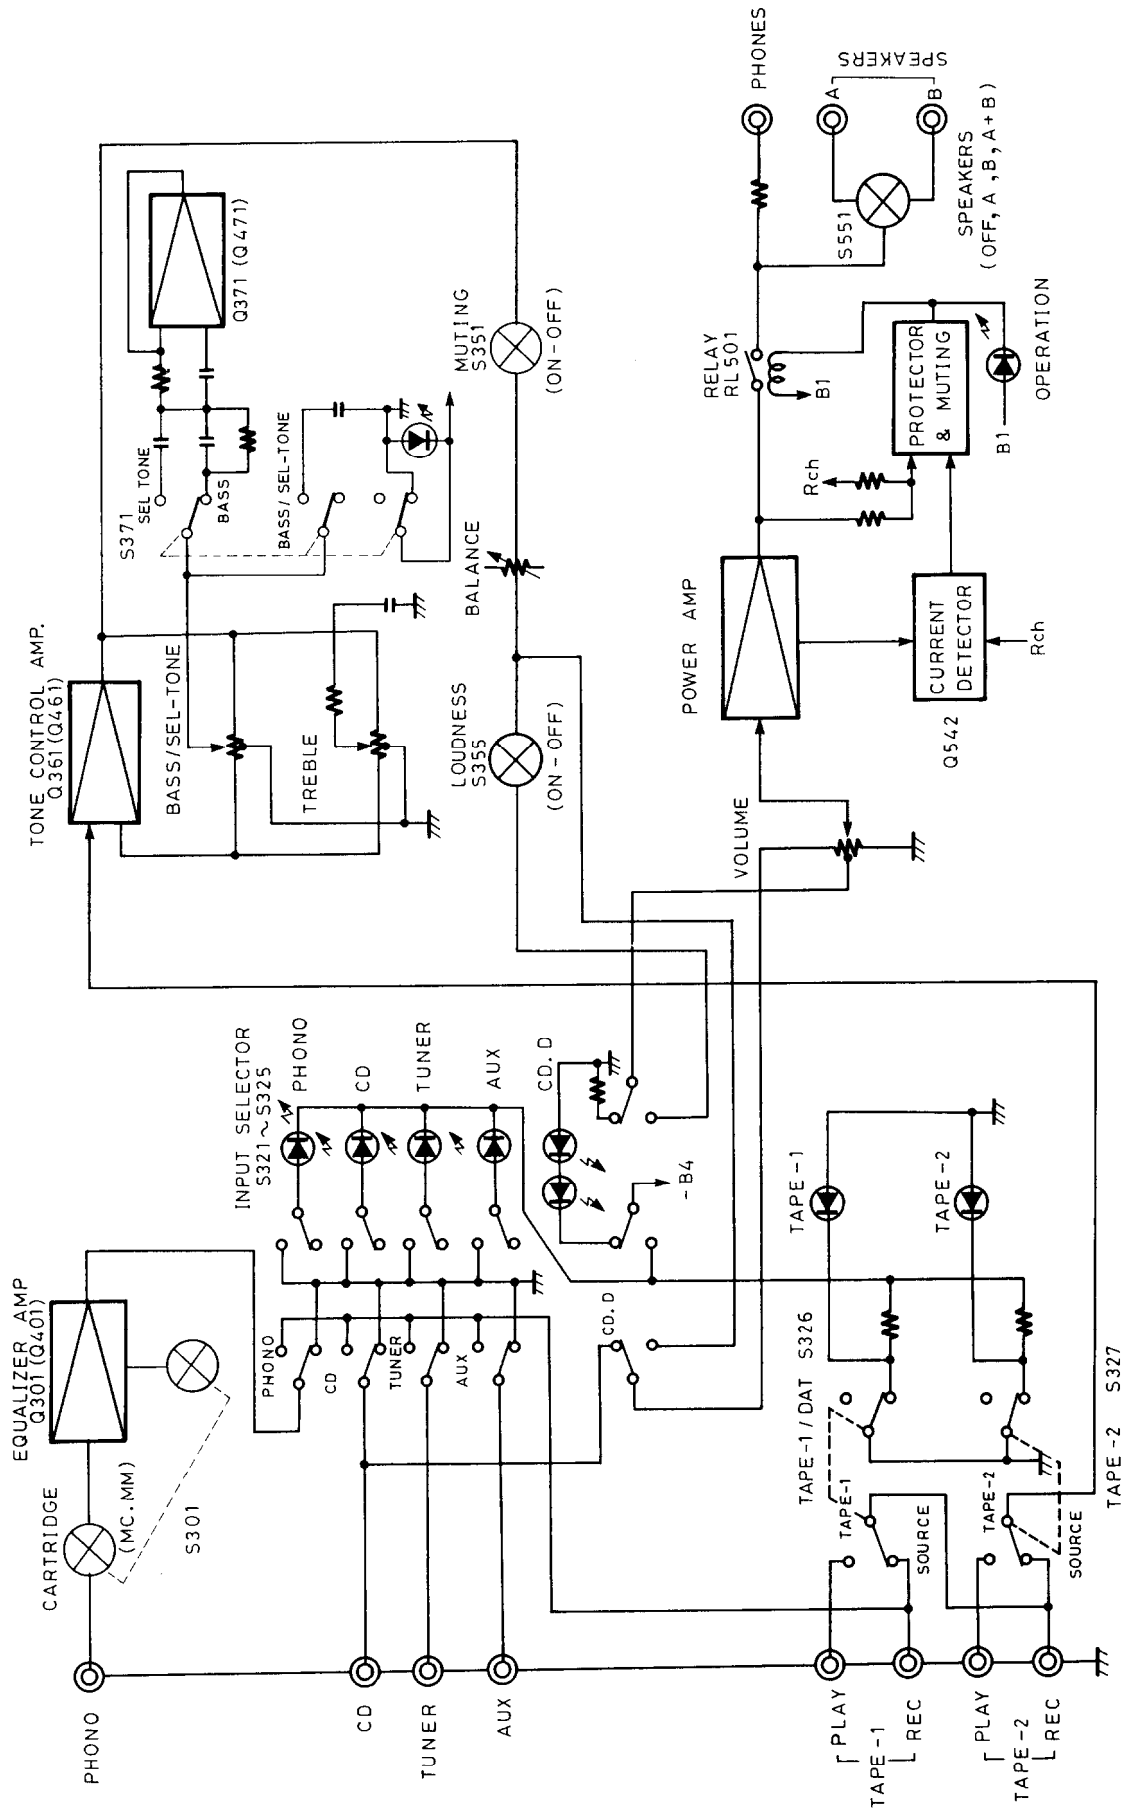 PHONO
CARTRIDGE
(MC.MM)
S301
EQUALIZER AMP
Q301 (Q401)
CD
TUNER
AUX
PHONO
CD
TUNER
AUX
INPUT SELECTOR
S321~S325
PHONO
CD
TUNER
AUX
CD.D
CD.D
-B4
TONE CONTROL AMP.
Q361(Q461)
BASS/SEL-TONE
TREBLE
S371
SEL TONE
BASS
BASS/SEL-TONE
Q371 (Q471)
LOUDNESS
S355
(ON-OFF)
BALANCE
MUTING
S351
(ON-OFF)
VOLUME
POWER AMP
CURRENT
DETECTOR
Q542
Rch
Rch
RELAY
RL501
B1
PROTECTOR
& MUTING
B1
OPERATION
PHONES
S551
A
B
SPEAKERS
SPEAKERS
(OFF, A, B, A+B)
PLAY
TAPE-1
REC
PLAY
TAPE-2
REC
TAPE-1
SOURCE
TAPE-2
SOURCE
TAPE-1/DAT S326
TAPE-2 S327
TAPE-1
TAPE-2